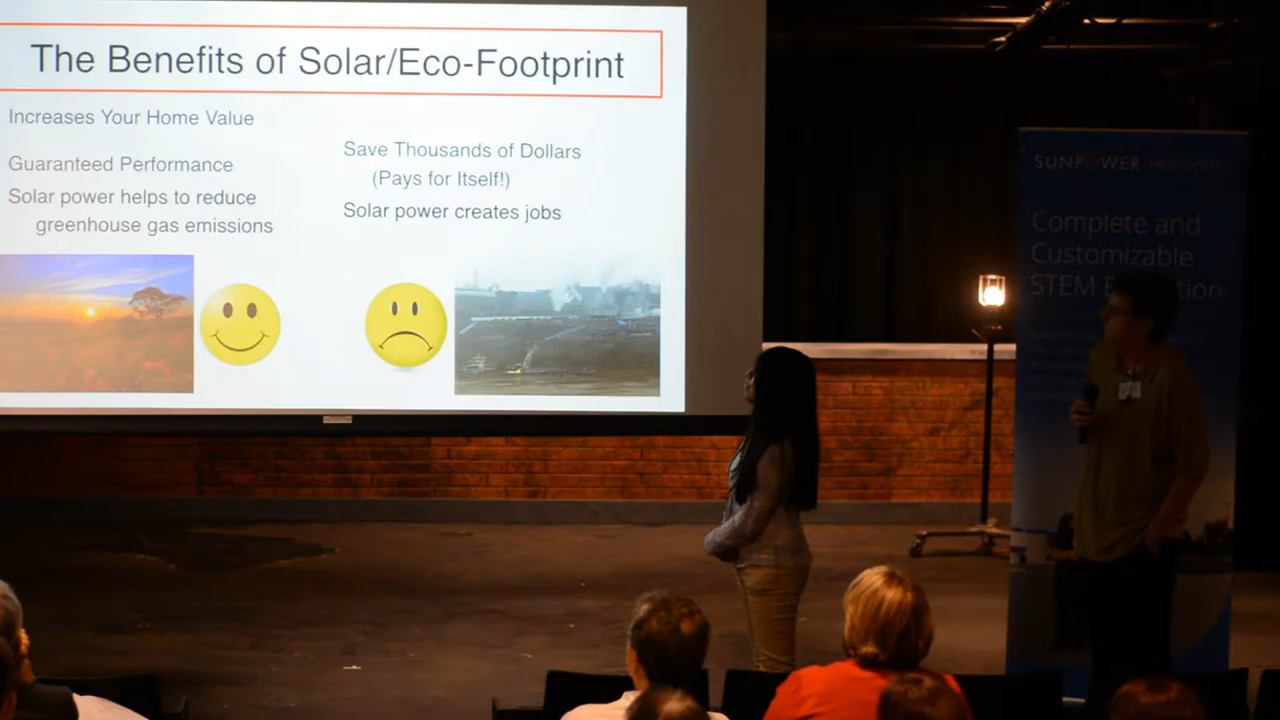 The Benefits of Solar/Eco-Footprint
Increases Your Home Value
Guaranteed Performance
Solar power helps to reduce
greenhouse gas emissions
Save Thousands of Dollars
(Pays for Itself!)
Solar power creates jobs
SUNPOWER
Complete and
Customizable
STEM